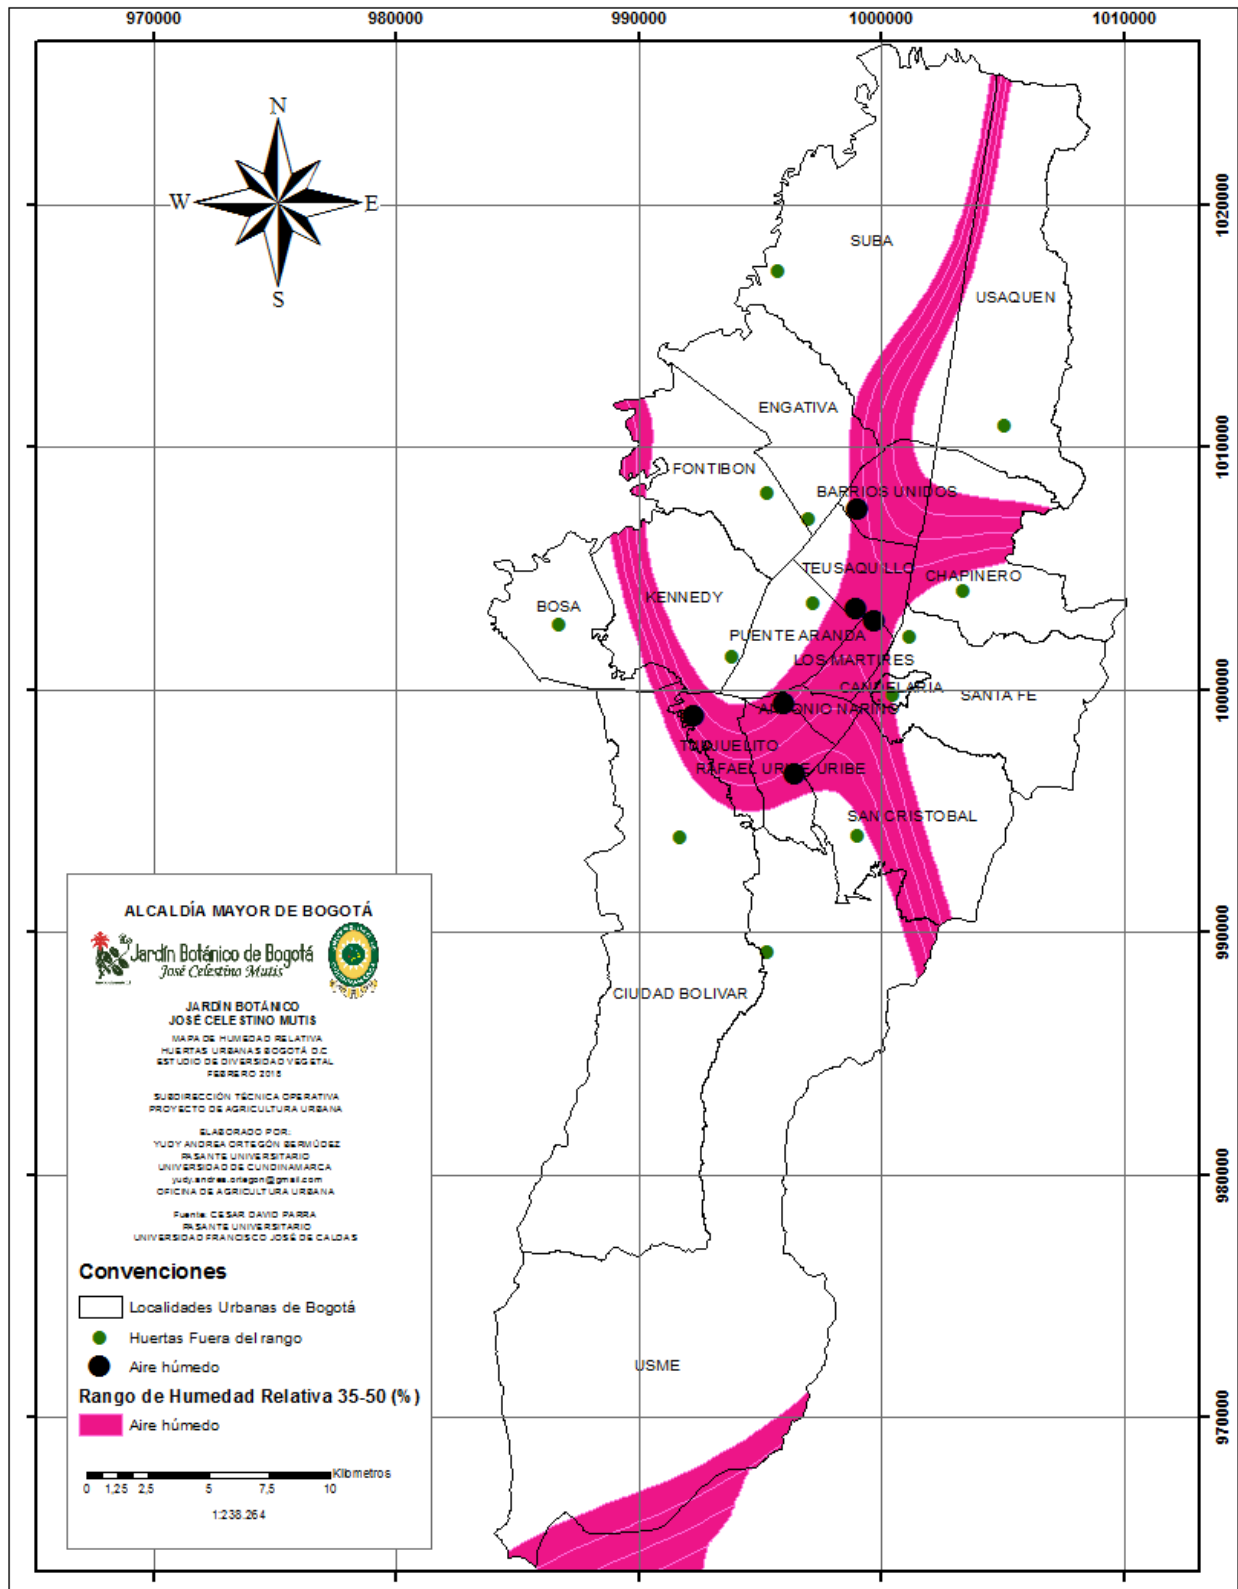 970000 980000 990000 1000000 1010000
N
W E
S
1020000
SUBA
USAQUEN
1010000
ENGATIVA
FONTIBON
BARRIOS UNIDOS
TEUSAQUILLO
CHAPINERO
KENNEDY
BOSA
PUENTE ARANDA
LOS MARTIRES
CANDELARIA
SANTA FE
1000000
ANTONIO NARIÑO
TUNJUELITO
RAFAEL URIBE URIBE
SAN CRISTOBAL
990000
CIUDAD BOLIVAR
980000
USME
970000
ALCALDÍA MAYOR DE BOGOTÁ
Jardín Botánico de Bogotá
José Celestino Mutis
JARDÍN BOTÁNICO
JOSÉ CELESTINO MUTIS
MAPA DE HUMEDAD RELATIVA
HUERTAS URBANAS BOGOTÁ D.C
ESTUDIO DE DIVERSIDAD VEGETAL
FEBRERO 2018
SUBDIRECCIÓN TÉCNICA OPERATIVA
PROYECTO DE AGRICULTURA URBANA
ELABORADO POR:
YUDY ANDREA ORTEGÓN BERMÚDEZ
PASANTE UNIVERSITARIO
UNIVERSIDAD DE CUNDINAMARCA
yudy.andrea.ortegon@gmail.com
OFICINA DE AGRICULTURA URBANA
Fuente: CESAR DAVID PARRA
PASANTE UNIVERSITARIO
UNIVERSIDAD FRANCISCO JOSÉ DE CALDAS
Convenciones
Localidades Urbanas de Bogotá
Huertas Fuera del rango
Aire húmedo
Rango de Humedad Relativa 35-50 (%)
Aire húmedo
Kilometros
0 1,25 2,5 5 7,5 10
1:238.264